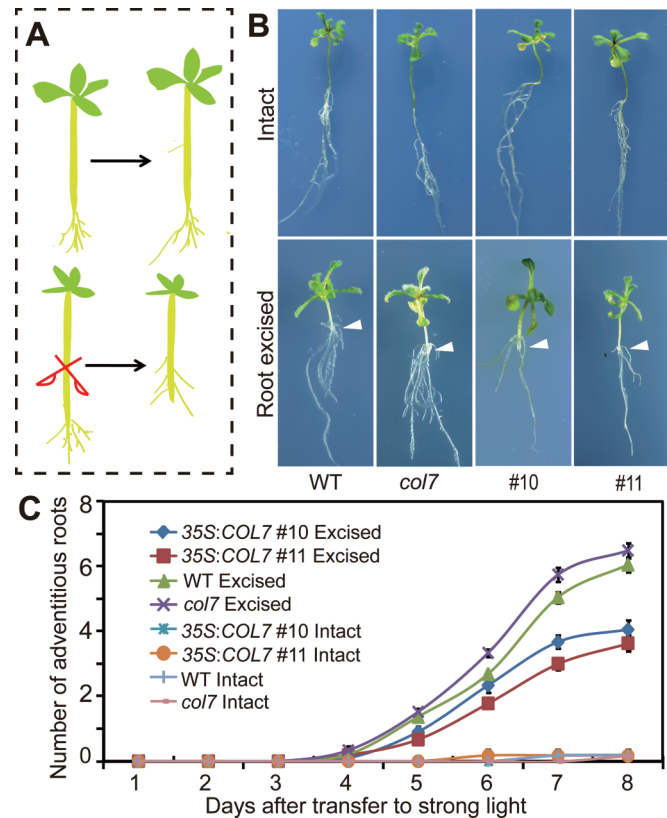 A
B
Intact
Root excised
WT
col7
#10
#11
C
Number of adventitious roots
8
6
4
2
0
35S:COL7 #10 Excised
35S:COL7 #11 Excised
WT Excised
col7 Excised
35S:COL7 #10 Intact
35S:COL7 #11 Intact
WT Intact
col7 Intact
1 2 3 4 5 6 7 8
Days after transfer to strong light